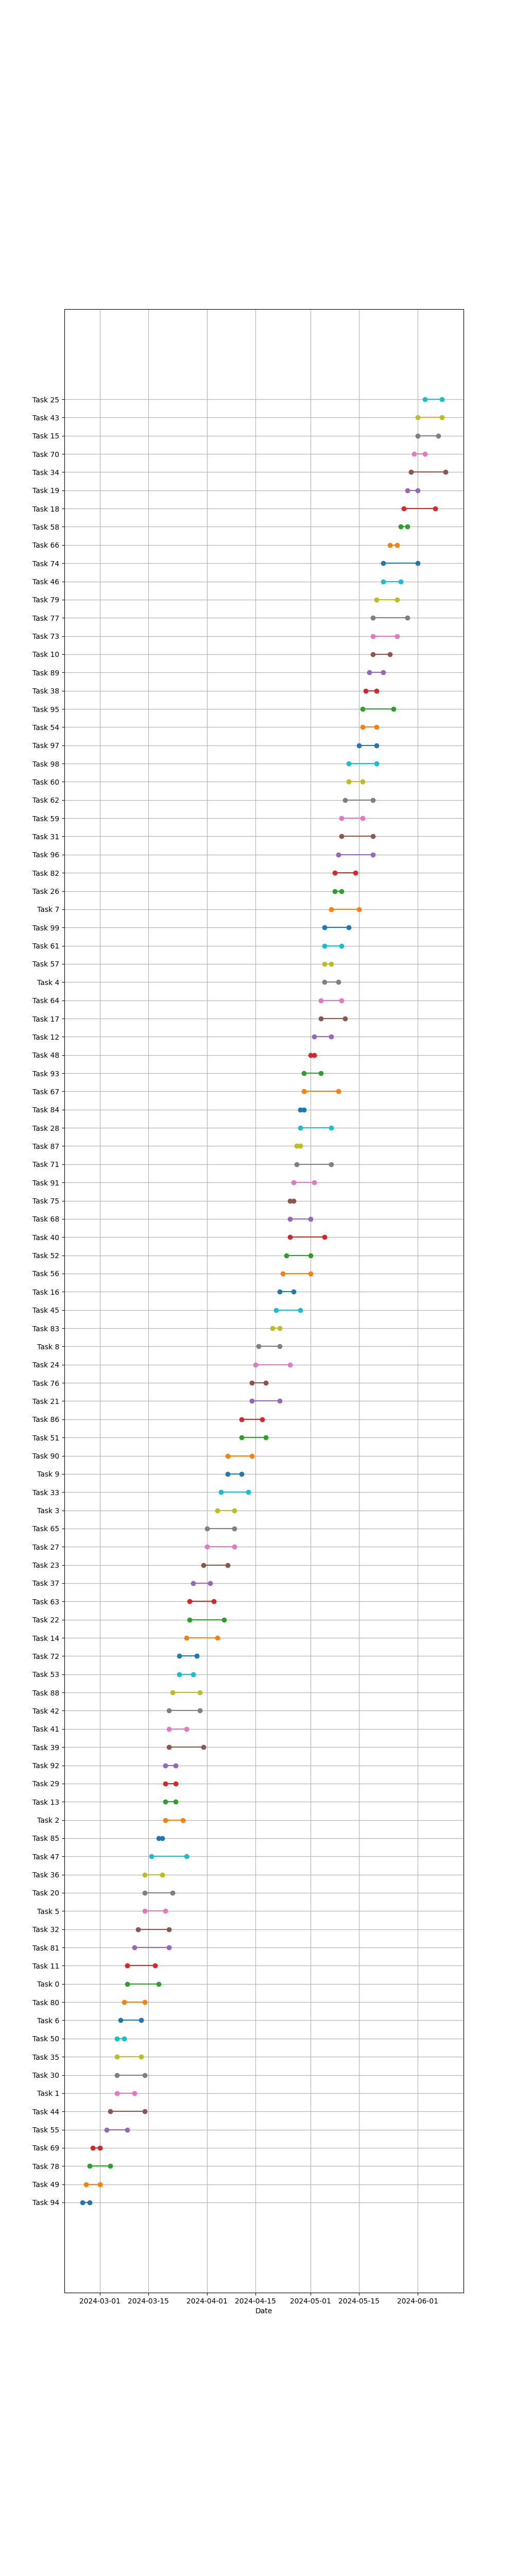 Task 25
Task 43
Task 15
Task 70
Task 34
Task 19
Task 18
Task 58
Task 66
Task 74
Task 46
Task 79
Task 77
Task 73
Task 10
Task 89
Task 38
Task 95
Task 54
Task 97
Task 98
Task 60
Task 62
Task 59
Task 31
Task 96
Task 82
Task 26
Task 7
Task 99
Task 61
Task 57
Task 4
Task 64
Task 17
Task 12
Task 48
Task 93
Task 67
Task 84
Task 28
Task 87
Task 71
Task 91
Task 75
Task 68
Task 40
Task 52
Task 56
Task 16
Task 45
Task 83
Task 8
Task 24
Task 76
Task 21
Task 86
Task 51
Task 90
Task 9
Task 33
Task 3
Task 65
Task 27
Task 23
Task 37
Task 63
Task 22
Task 14
Task 72
Task 53
Task 88
Task 42
Task 41
Task 39
Task 92
Task 29
Task 13
Task 2
Task 85
Task 47
Task 36
Task 20
Task 5
Task 32
Task 81
Task 11
Task 0
Task 80
Task 6
Task 50
Task 35
Task 30
Task 1
Task 44
Task 55
Task 69
Task 78
Task 49
Task 94
2024-03-01 2024-03-15 2024-04-01 2024-04-15 2024-05-01 2024-05-15 2024-06-01
Date